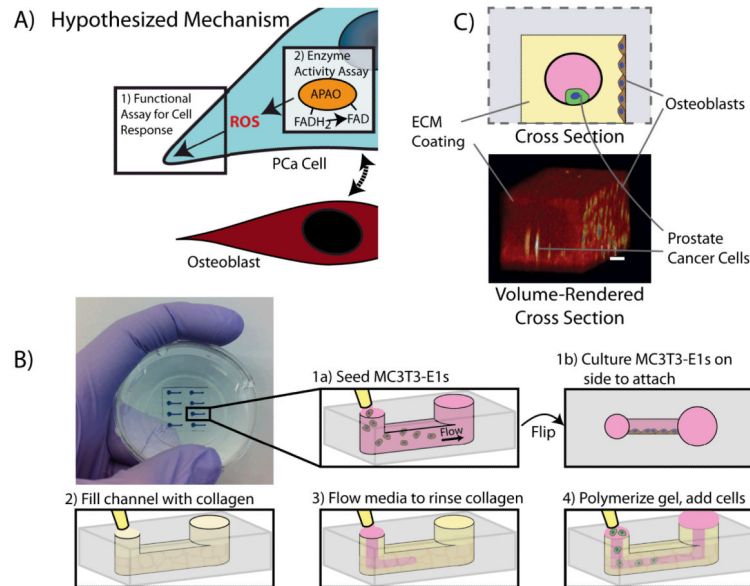 A) Hypothesized Mechanism
1) Functional
Assay for Cell
Response
2) Enzyme
Activity Assay
APAO
FADH2
FAD
ROS
PCa Cell
Osteoblast
C)
ECM
Coating
Osteoblasts
Cross Section
Prostate
Cancer Cells
Volume-Rendered
Cross Section
B)
1a) Seed MC3T3-E1s
Flow
Flip
1b) Culture MC3T3-E1s on
side to attach
2) Fill channel with collagen
3) Flow media to rinse collagen
4) Polymerize gel, add cells